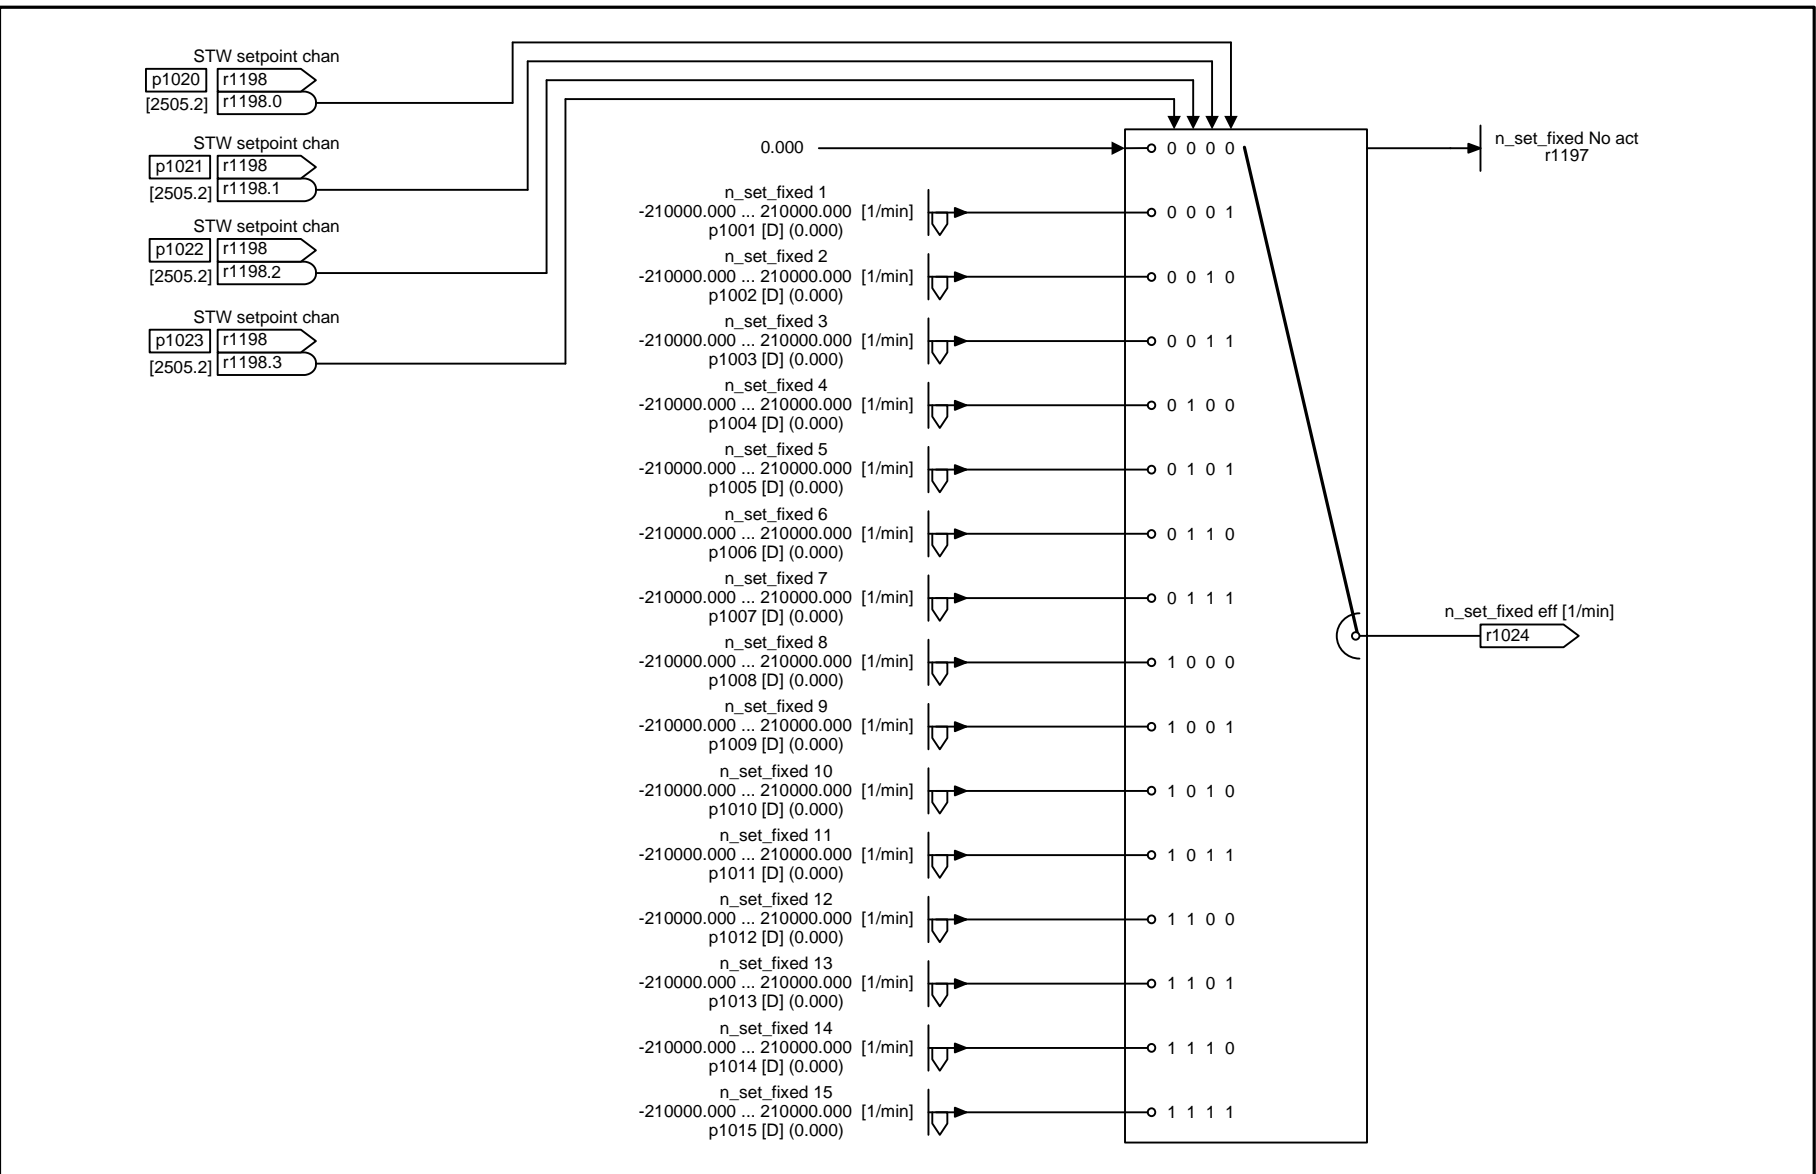 STW setpoint chan
p1020 r1198
[2505.2] r1198.0
STW setpoint chan
p1021 r1198
[2505.2] r1198.1
STW setpoint chan
p1022 r1198
[2505.2] r1198.2
STW setpoint chan
p1023 r1198
[2505.2] r1198.3
0.000
0 0 0 0
n_set_fixed No act
r1197
n_set_fixed 1
-210000.000 ... 210000.000 [1/min]
p1001 [D] (0.000)
0 0 0 1
n_set_fixed 2
-210000.000 ... 210000.000 [1/min]
p1002 [D] (0.000)
0 0 1 0
n_set_fixed 3
-210000.000 ... 210000.000 [1/min]
p1003 [D] (0.000)
0 0 1 1
n_set_fixed 4
-210000.000 ... 210000.000 [1/min]
p1004 [D] (0.000)
0 1 0 0
n_set_fixed 5
-210000.000 ... 210000.000 [1/min]
p1005 [D] (0.000)
0 1 0 1
n_set_fixed 6
-210000.000 ... 210000.000 [1/min]
p1006 [D] (0.000)
0 1 1 0
n_set_fixed 7
-210000.000 ... 210000.000 [1/min]
p1007 [D] (0.000)
0 1 1 1
n_set_fixed eff [1/min]
r1024
n_set_fixed 8
-210000.000 ... 210000.000 [1/min]
p1008 [D] (0.000)
1 0 0 0
n_set_fixed 9
-210000.000 ... 210000.000 [1/min]
p1009 [D] (0.000)
1 0 0 1
n_set_fixed 10
-210000.000 ... 210000.000 [1/min]
p1010 [D] (0.000)
1 0 1 0
n_set_fixed 11
-210000.000 ... 210000.000 [1/min]
p1011 [D] (0.000)
1 0 1 1
n_set_fixed 12
-210000.000 ... 210000.000 [1/min]
p1012 [D] (0.000)
1 1 0 0
n_set_fixed 13
-210000.000 ... 210000.000 [1/min]
p1013 [D] (0.000)
1 1 0 1
n_set_fixed 14
-210000.000 ... 210000.000 [1/min]
p1014 [D] (0.000)
1 1 1 0
n_set_fixed 15
-210000.000 ... 210000.000 [1/min]
p1015 [D] (0.000)
1 1 1 1